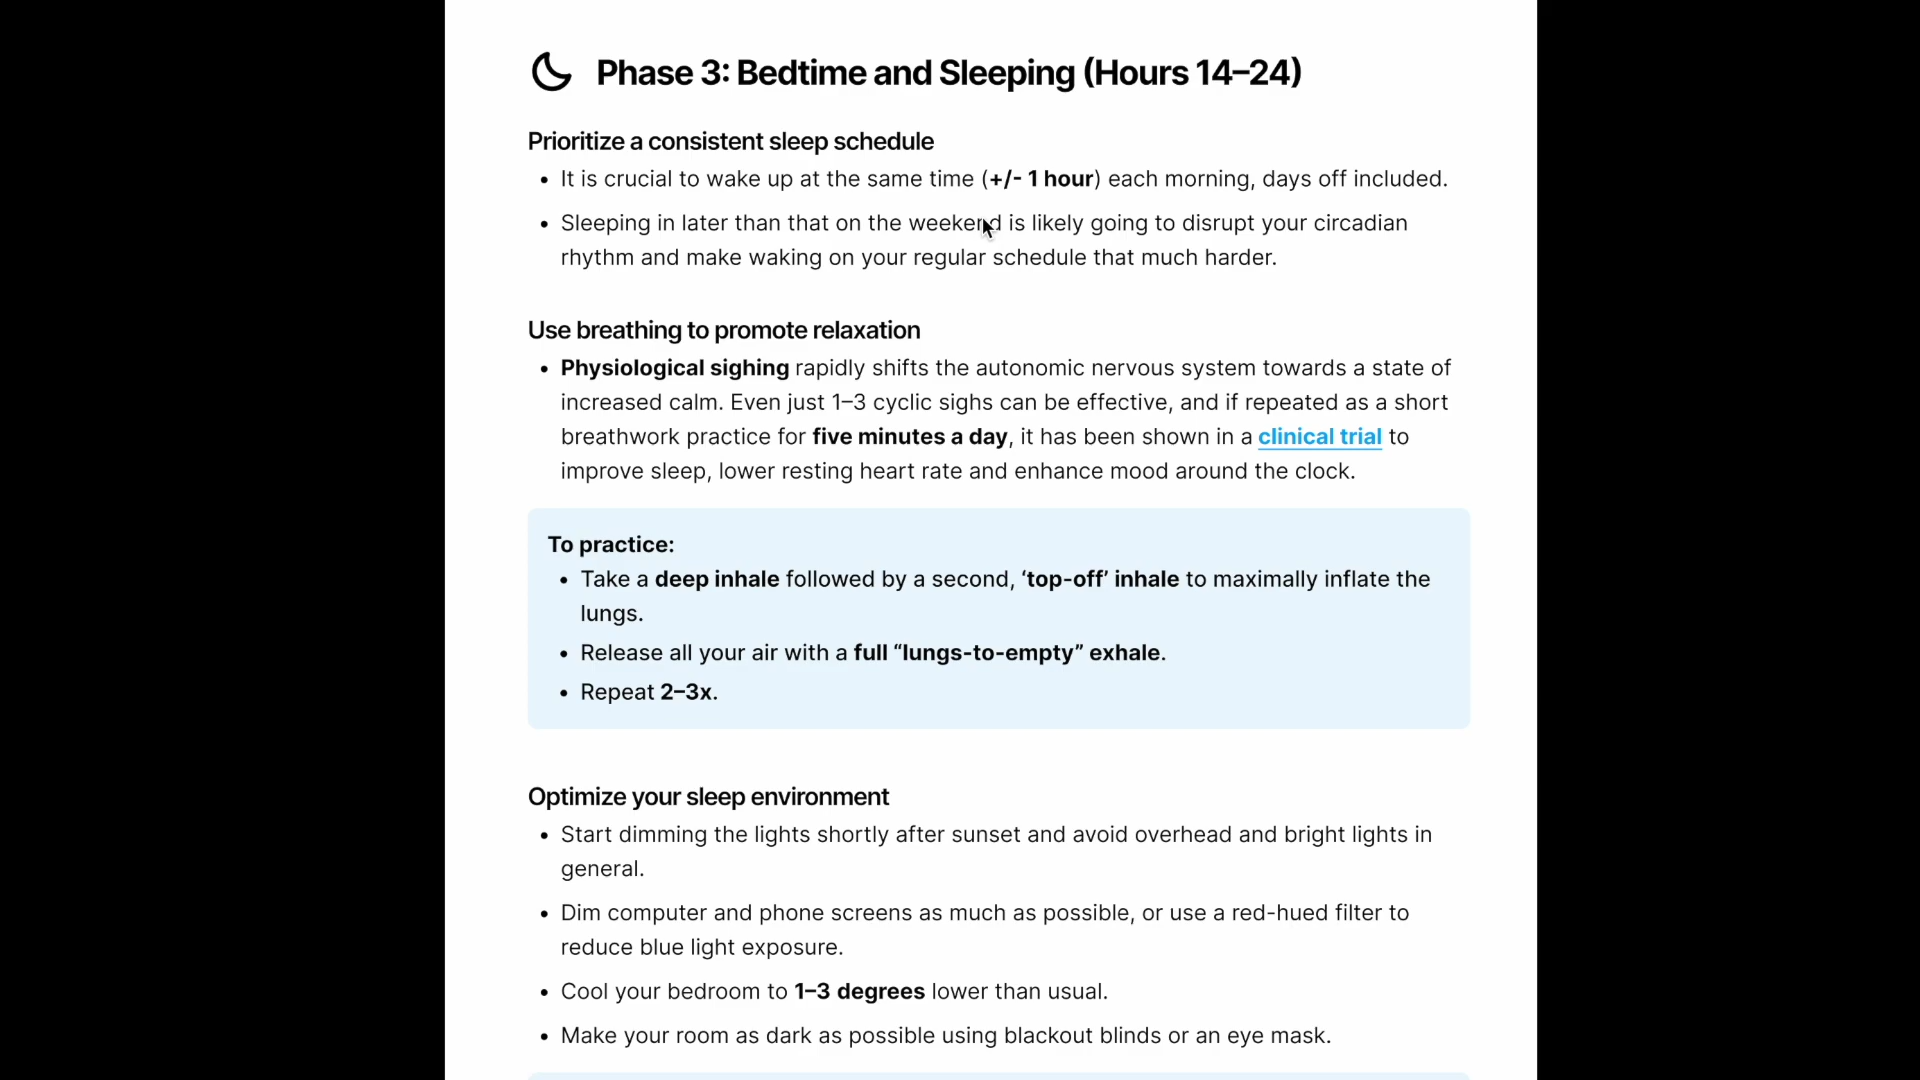 Phase 3: Bedtime and Sleeping (Hours 14–24)
Prioritize a consistent sleep schedule
• It is crucial to wake up at the same time (+/- 1 hour) each morning, days off included.
• Sleeping in later than that on the weekend is likely going to disrupt your circadian
rhythm and make waking on your regular schedule that much harder.
Use breathing to promote relaxation
• Physiological sighing rapidly shifts the autonomic nervous system towards a state of
increased calm. Even just 1–3 cyclic sighs can be effective, and if repeated as a short
breathwork practice for five minutes a day, it has been shown in a clinical trial to
improve sleep, lower resting heart rate and enhance mood around the clock.
To practice:
• Take a deep inhale followed by a second, ‘top-off’ inhale to maximally inflate the
lungs.
• Release all your air with a full “lungs-to-empty” exhale.
• Repeat 2–3x.
Optimize your sleep environment
• Start dimming the lights shortly after sunset and avoid overhead and bright lights in
general.
• Dim computer and phone screens as much as possible, or use a red-hued filter to
reduce blue light exposure.
• Cool your bedroom to 1–3 degrees lower than usual.
• Make your room as dark as possible using blackout blinds or an eye mask.